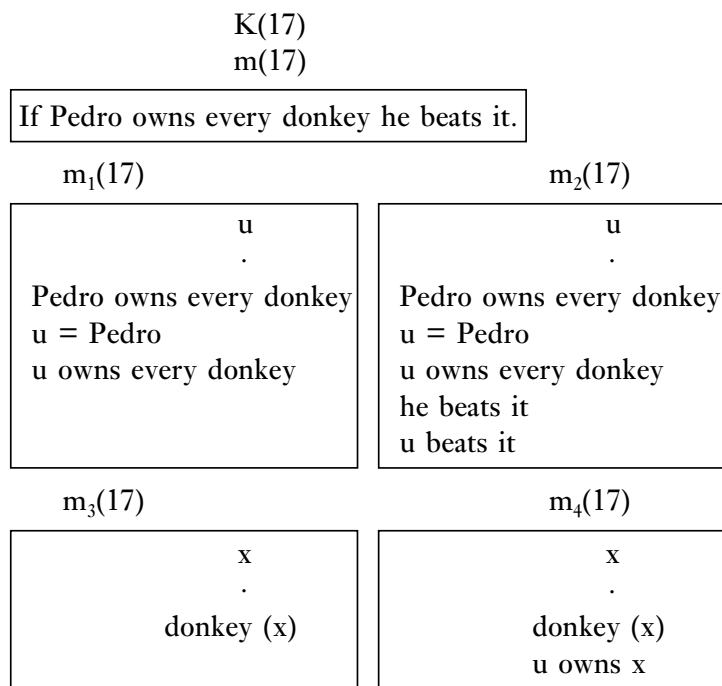 K(17)
m(17)
If Pedro owns every donkey he beats it.
m₁(17) m₂(17)
u u
. .
Pedro owns every donkey Pedro owns every donkey
u = Pedro u = Pedro
u owns every donkey u owns every donkey
he beats it
u beats it
m₃(17) m₄(17)
x x
. .
donkey (x) donkey (x)
u owns x